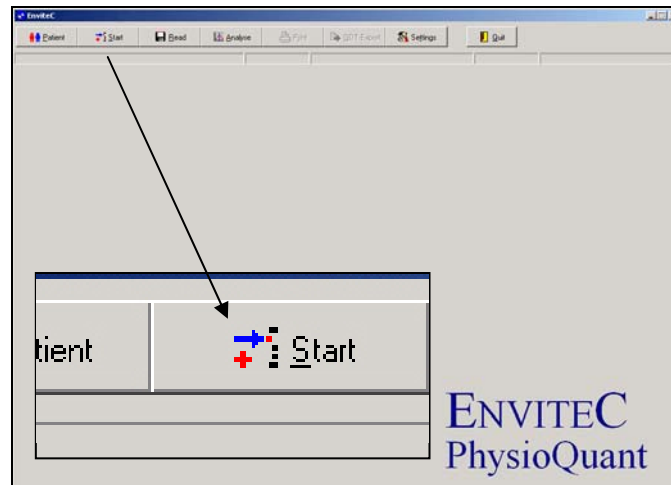 EnviteC
Patient Start Read Analyse Print GDT-Export Settings Quit
tient Start
ENVITEC
PhysioQuant